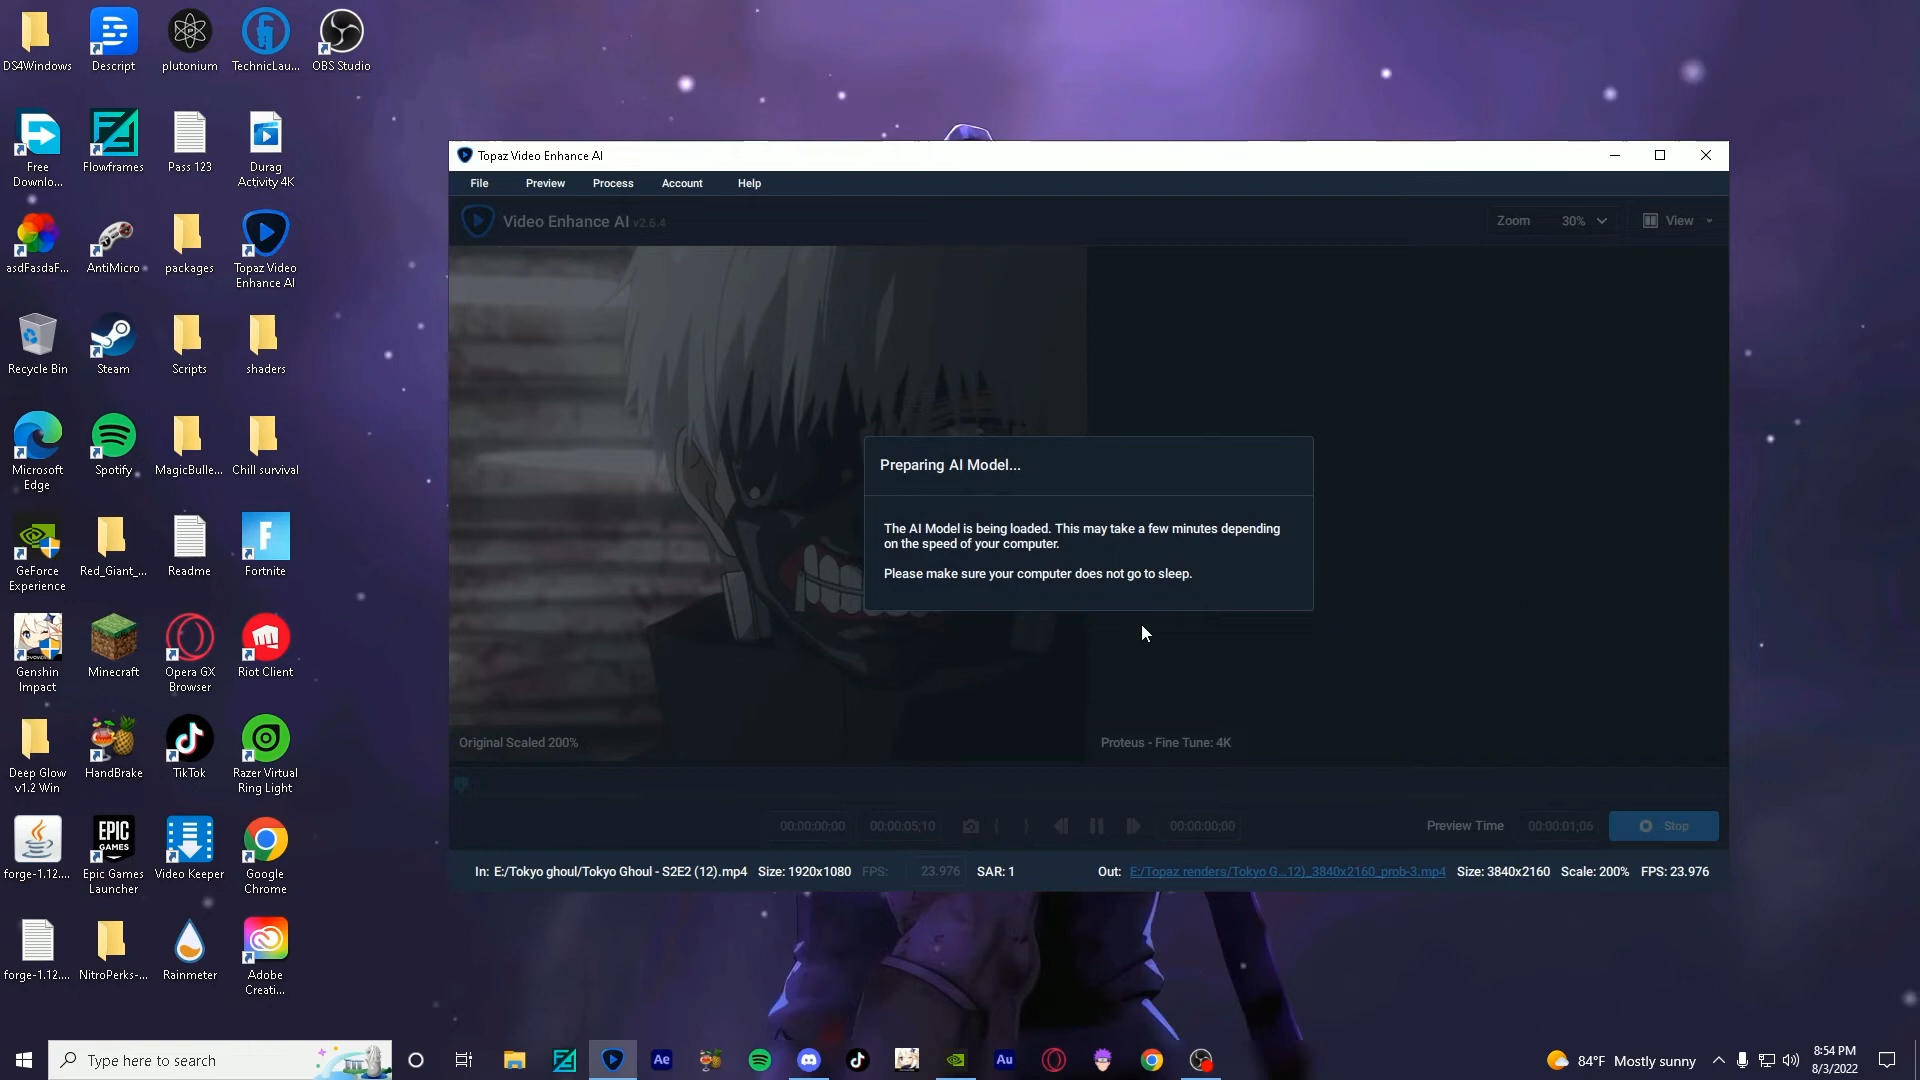 DS4Windows
Descript
plutonium
TechnicLau...
OBS Studio
Free
Downlo...
Flowframes
Pass 123
Durag
Activity 4K
asdFasdaF...
AntiMicro
packages
Topaz Video
Enhance AI
Recycle Bin
Steam
Scripts
shaders
Microsoft
Edge
Spotify
MagicBulle...
Chill survival
GeForce
Experience
Red_Giant_...
Readme
F
Fortnite
Genshin
Impact
Minecraft
Opera GX
Browser
Riot Client
Deep Glow
v1.2 Win
HandBrake
TikTok
Razer Virtual
Ring Light
forge-1.12....
EPIC
GAMES
Epic Games
Launcher
Video Keeper
Google
Chrome
forge-1.12....
NitroPerks-...
Rainmeter
Adobe
Creati...
Topaz Video Enhance AI
File Preview Process Account Help
Video Enhance AI v2.6.4
Zoom 30% View
Preparing AI Model...
The AI Model is being loaded. This may take a few minutes depending
on the speed of your computer.
Please make sure your computer does not go to sleep.
Original Scaled 200%
Proteus - Fine Tune: 4K
00:00:00;00 00:00:05;10 { } 00:00:00;00 Preview Time 00:00:01;06 Stop
In: E:/Tokyo ghoul/Tokyo Ghoul - S2E2 (12).mp4 Size: 1920x1080 FPS: 23.976 SAR: 1 Out: E:/Topaz renders/Tokyo G...12)_3840x2160_prob-3.mp4 Size: 3840x2160 Scale: 200% FPS: 23.976
Type here to search
Ae
Au
84°F Mostly sunny
8:54 PM
8/3/2022